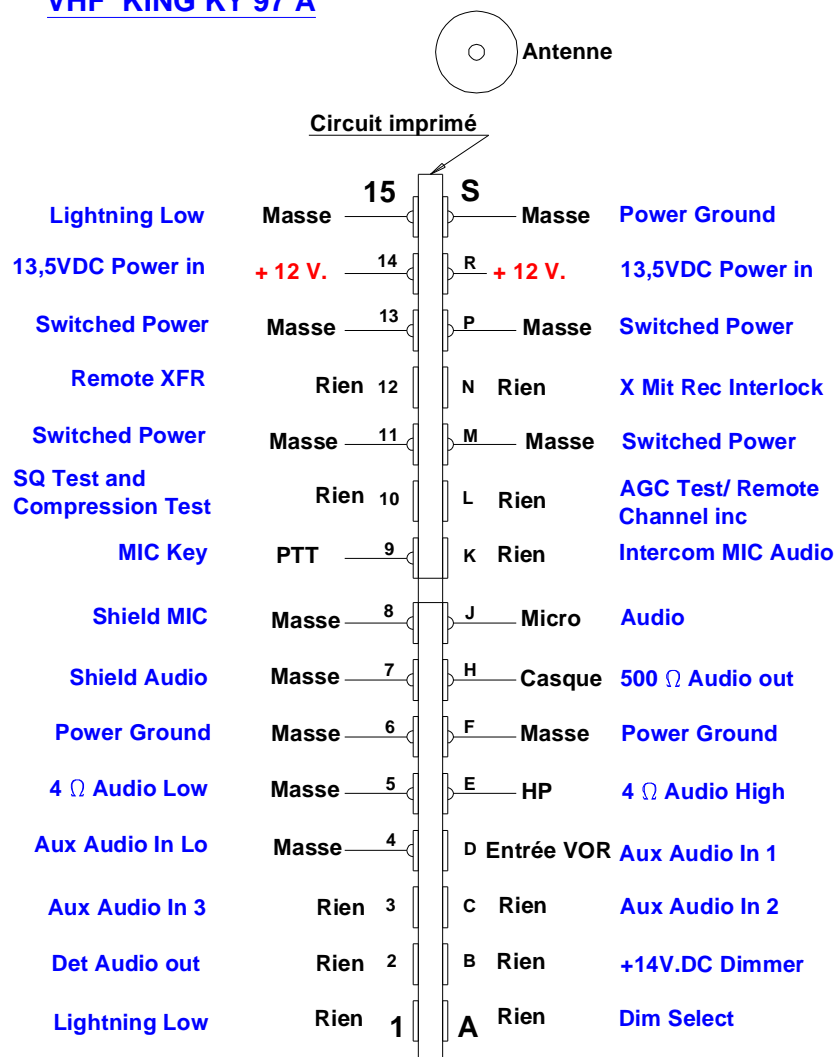 VHF KING KY 97 A
Antenne
Circuit imprimé
15 S
Lightning Low Masse Masse Power Ground
13,5VDC Power in + 12 V. 14 R + 12 V. 13,5VDC Power in
Switched Power Masse 13 P Masse Switched Power
Remote XFR Rien 12 N Rien X Mit Rec Interlock
Switched Power Masse 11 M Masse Switched Power
SQ Test and
Compression Test Rien 10 L Rien AGC Test/ Remote
Channel inc
MIC Key PTT 9 K Rien Intercom MIC Audio
Shield MIC Masse 8 J Micro Audio
Shield Audio Masse 7 H Casque 500 Ω Audio out
Power Ground Masse 6 F Masse Power Ground
4 Ω Audio Low Masse 5 E HP 4 Ω Audio High
Aux Audio In Lo Masse 4 D Entrée VOR Aux Audio In 1
Aux Audio In 3 Rien 3 C Rien Aux Audio In 2
Det Audio out Rien 2 B Rien +14V.DC Dimmer
Lightning Low Rien 1 A Rien Dim Select